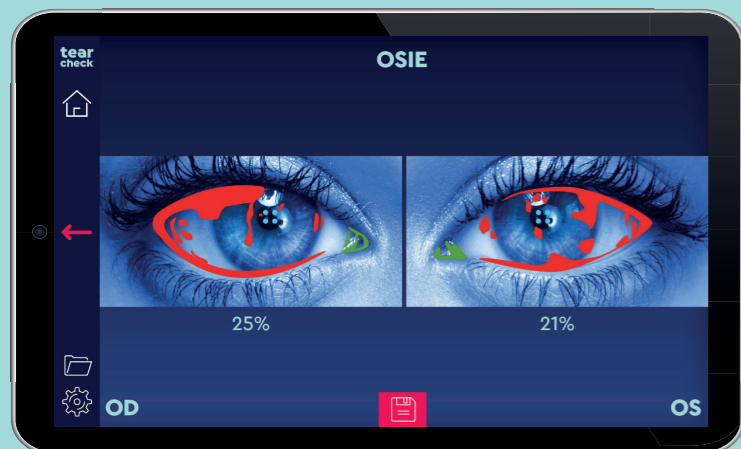 tear
check
OSIE
25%
21%
OD
OS